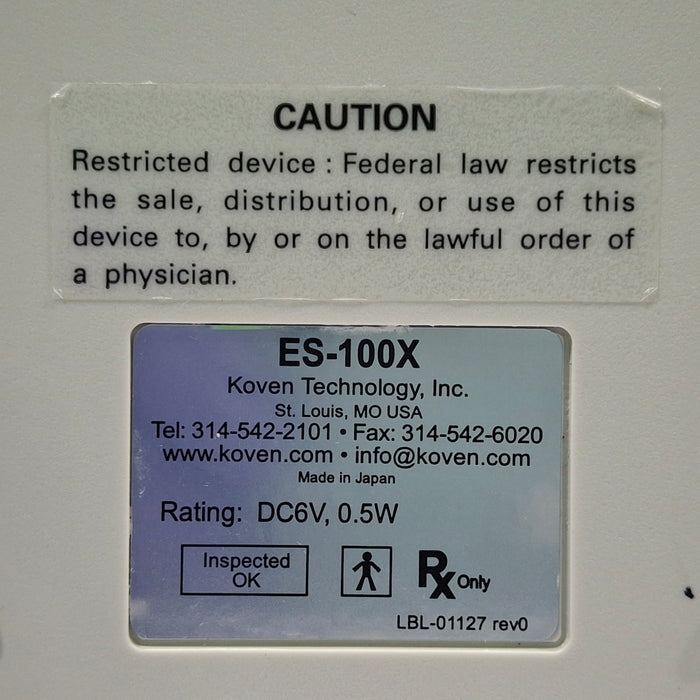 CAUTION
Restricted device : Federal law restricts
the sale, distribution, or use of this
device to, by or on the lawful order of
a physician.
ES-100X
Koven Technology, Inc.
St. Louis, MO USA
Tel: 314-542-2101 • Fax: 314-542-6020
www.koven.com • info@koven.com
Made in Japan
Rating: DC6V, 0.5W
Inspected
OK
Rx Only
LBL-01127 rev0